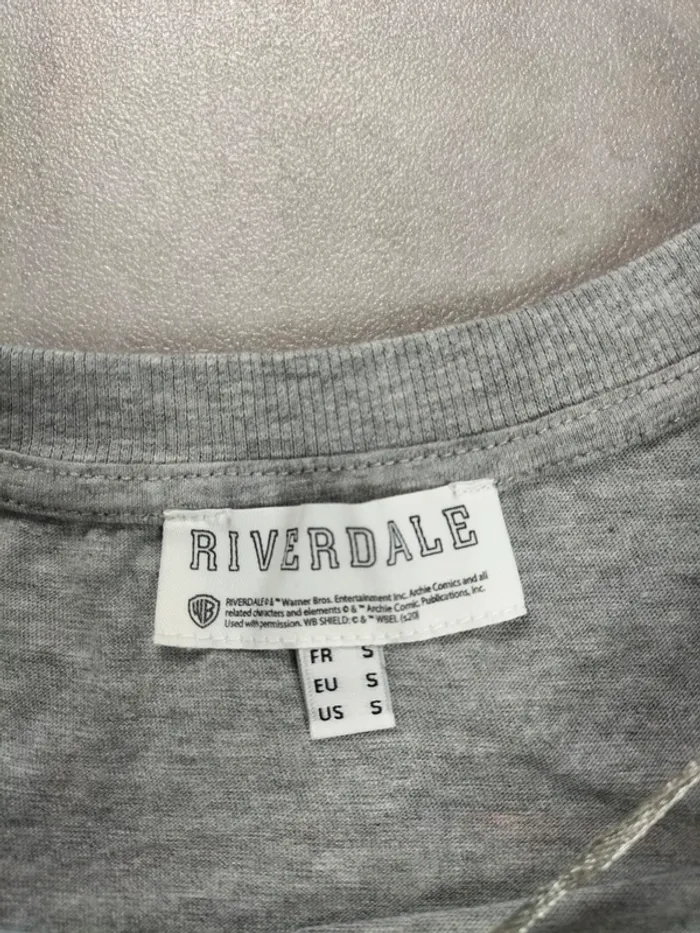 RIVERDALE
WB
RIVERDALE © & ™ Warner Bros. Entertainment Inc. Archie Comics and all
related characters and elements © & ™ Archie Comic Publications, Inc.
Used with permission. WB SHIELD: © & ™ WBEI. (s20)
FR S
EU S
US S